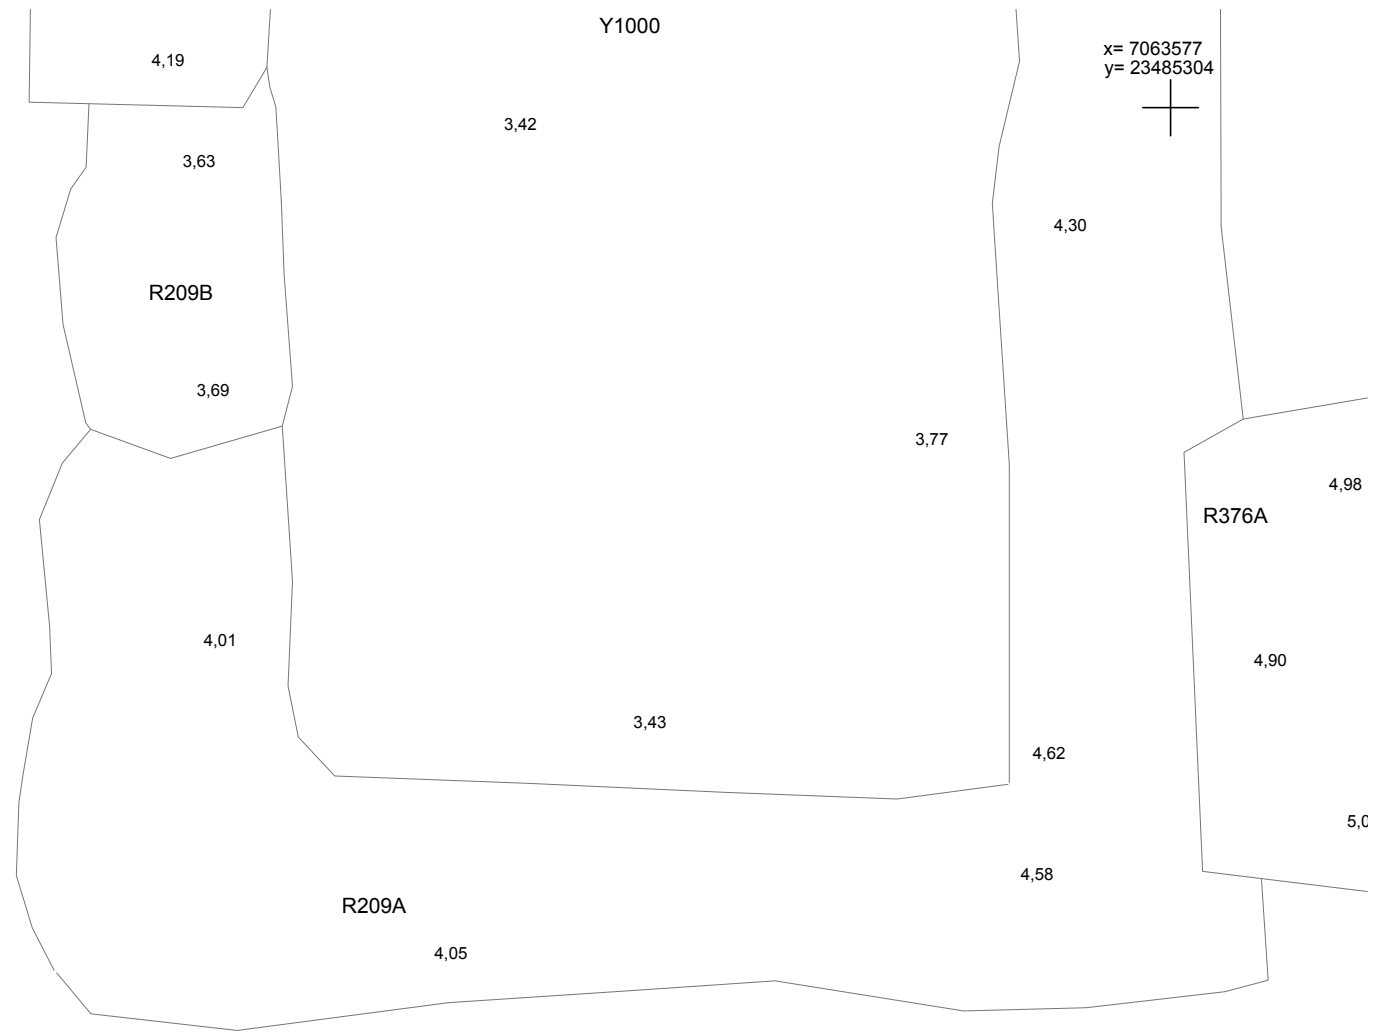 Y1000
x= 7063577
y= 23485304
4,19
3,42
3,63
4,30
R209B
3,69
3,77
4,98
R376A
4,01
4,90
3,43
4,62
5,0
4,58
R209A
4,05